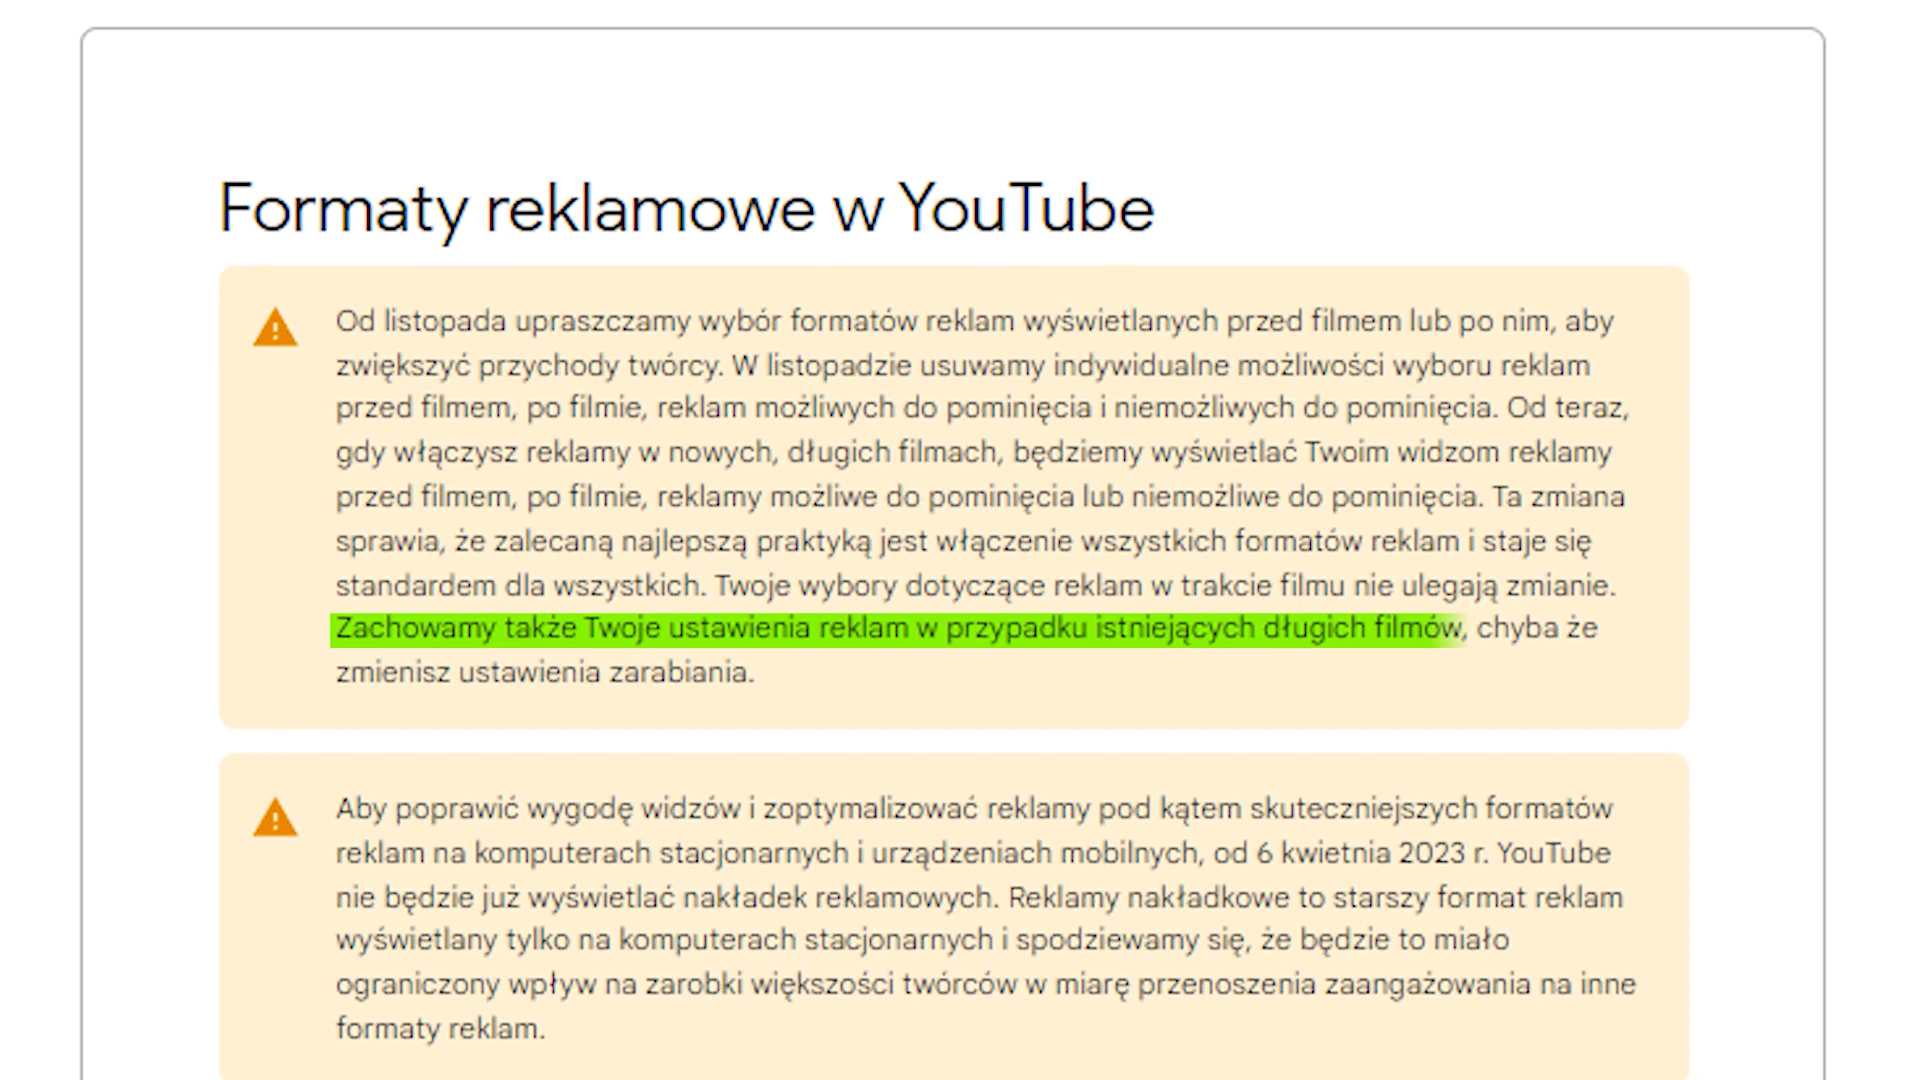 Formaty reklamowe w YouTube
Od listopada upraszczamy wybór formatów reklam wyświetlanych przed filmem lub po nim, aby
zwiększyć przychody twórcy. W listopadzie usuwamy indywidualne możliwości wyboru reklam
przed filmem, po filmie, reklam możliwych do pominięcia i niemożliwych do pominięcia. Od teraz,
gdy włączysz reklamy w nowych, długich filmach, będziemy wyświetlać Twoim widzom reklamy
przed filmem, po filmie, reklamy możliwe do pominięcia lub niemożliwe do pominięcia. Ta zmiana
sprawia, że zalecaną najlepszą praktyką jest włączenie wszystkich formatów reklam i staje się
standardem dla wszystkich. Twoje wybory dotyczące reklam w trakcie filmu nie ulegają zmianie.
Zachowamy także Twoje ustawienia reklam w przypadku istniejących długich filmów, chyba że
zmienisz ustawienia zarabiania.
Aby poprawić wygodę widzów i zoptymalizować reklamy pod kątem skuteczniejszych formatów
reklam na komputerach stacjonarnych i urządzeniach mobilnych, od 6 kwietnia 2023 r. YouTube
nie będzie już wyświetlać nakładek reklamowych. Reklamy nakładkowe to starszy format reklam
wyświetlany tylko na komputerach stacjonarnych i spodziewamy się, że będzie to miało
ograniczony wpływ na zarobki większości twórców w miarę przenoszenia zaangażowania na inne
formaty reklam.